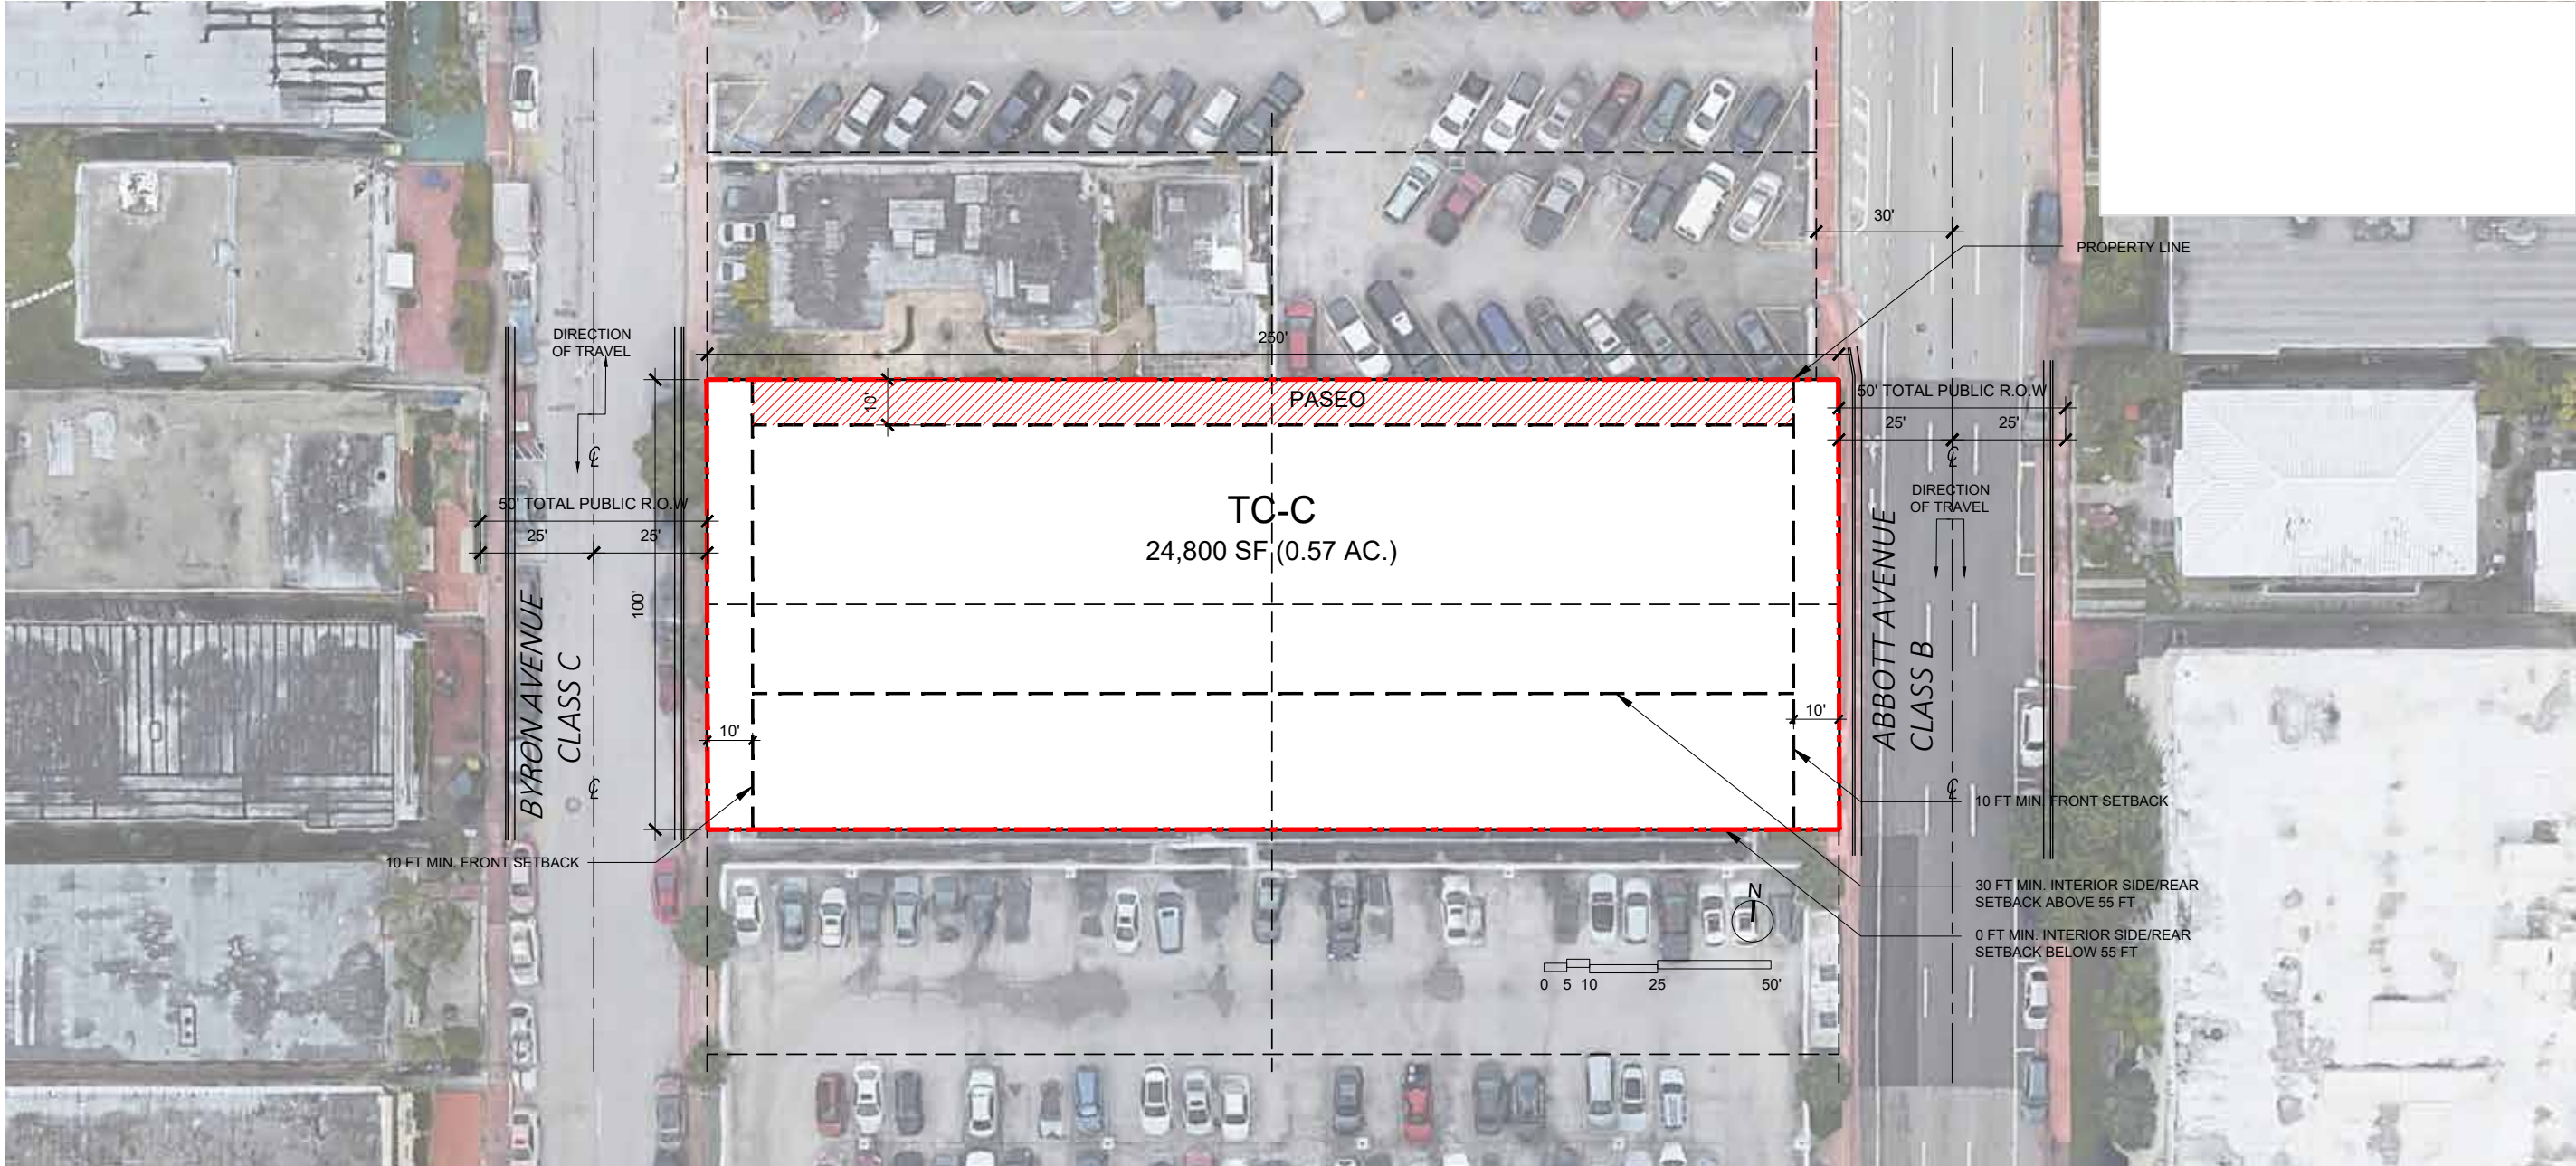 30'
PROPERTY LINE
DIRECTION
OF TRAVEL
250'
10'
PASEO
50' TOTAL PUBLIC R.O.W
25'
25'
℄
℄
DIRECTION
OF TRAVEL
TC-C
24,800 SF (0.57 AC.)
50' TOTAL PUBLIC R.O.W
25'
25'
100'
BYRON AVENUE
CLASS C
ABBOTT AVENUE
CLASS B
10'
10'
℄
℄
10 FT MIN. FRONT SETBACK
10 FT MIN. FRONT SETBACK
30 FT MIN. INTERIOR SIDE/REAR
SETBACK ABOVE 55 FT
N
0 FT MIN. INTERIOR SIDE/REAR
SETBACK BELOW 55 FT
0 5 10 25 50'